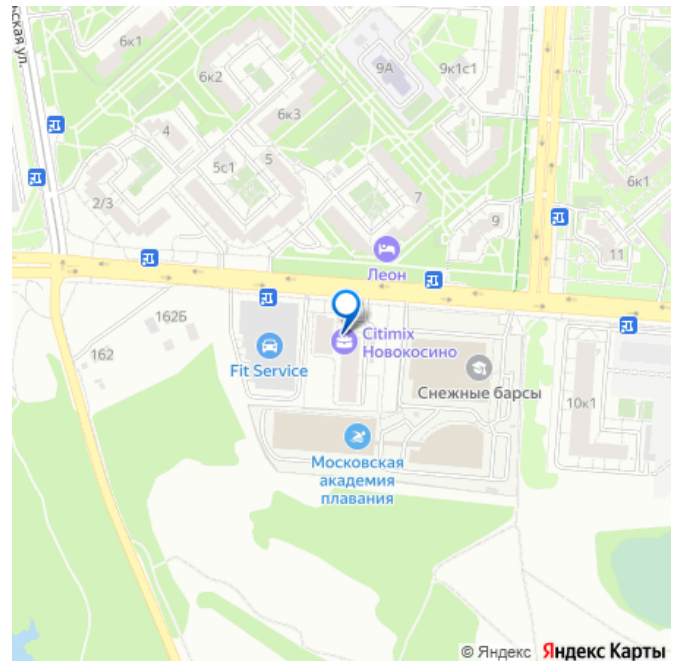 ьская ул.
6к1
6к2
9А
9к1с1
6к3
4
5
5с1
6к1
2/3
7
9
11
Леон
162Б
162
Citimix
Новокосино
Fit Service
Снежные барсы
10к1
Московская
академия
плавания
© Яндекс Яндекс Карты